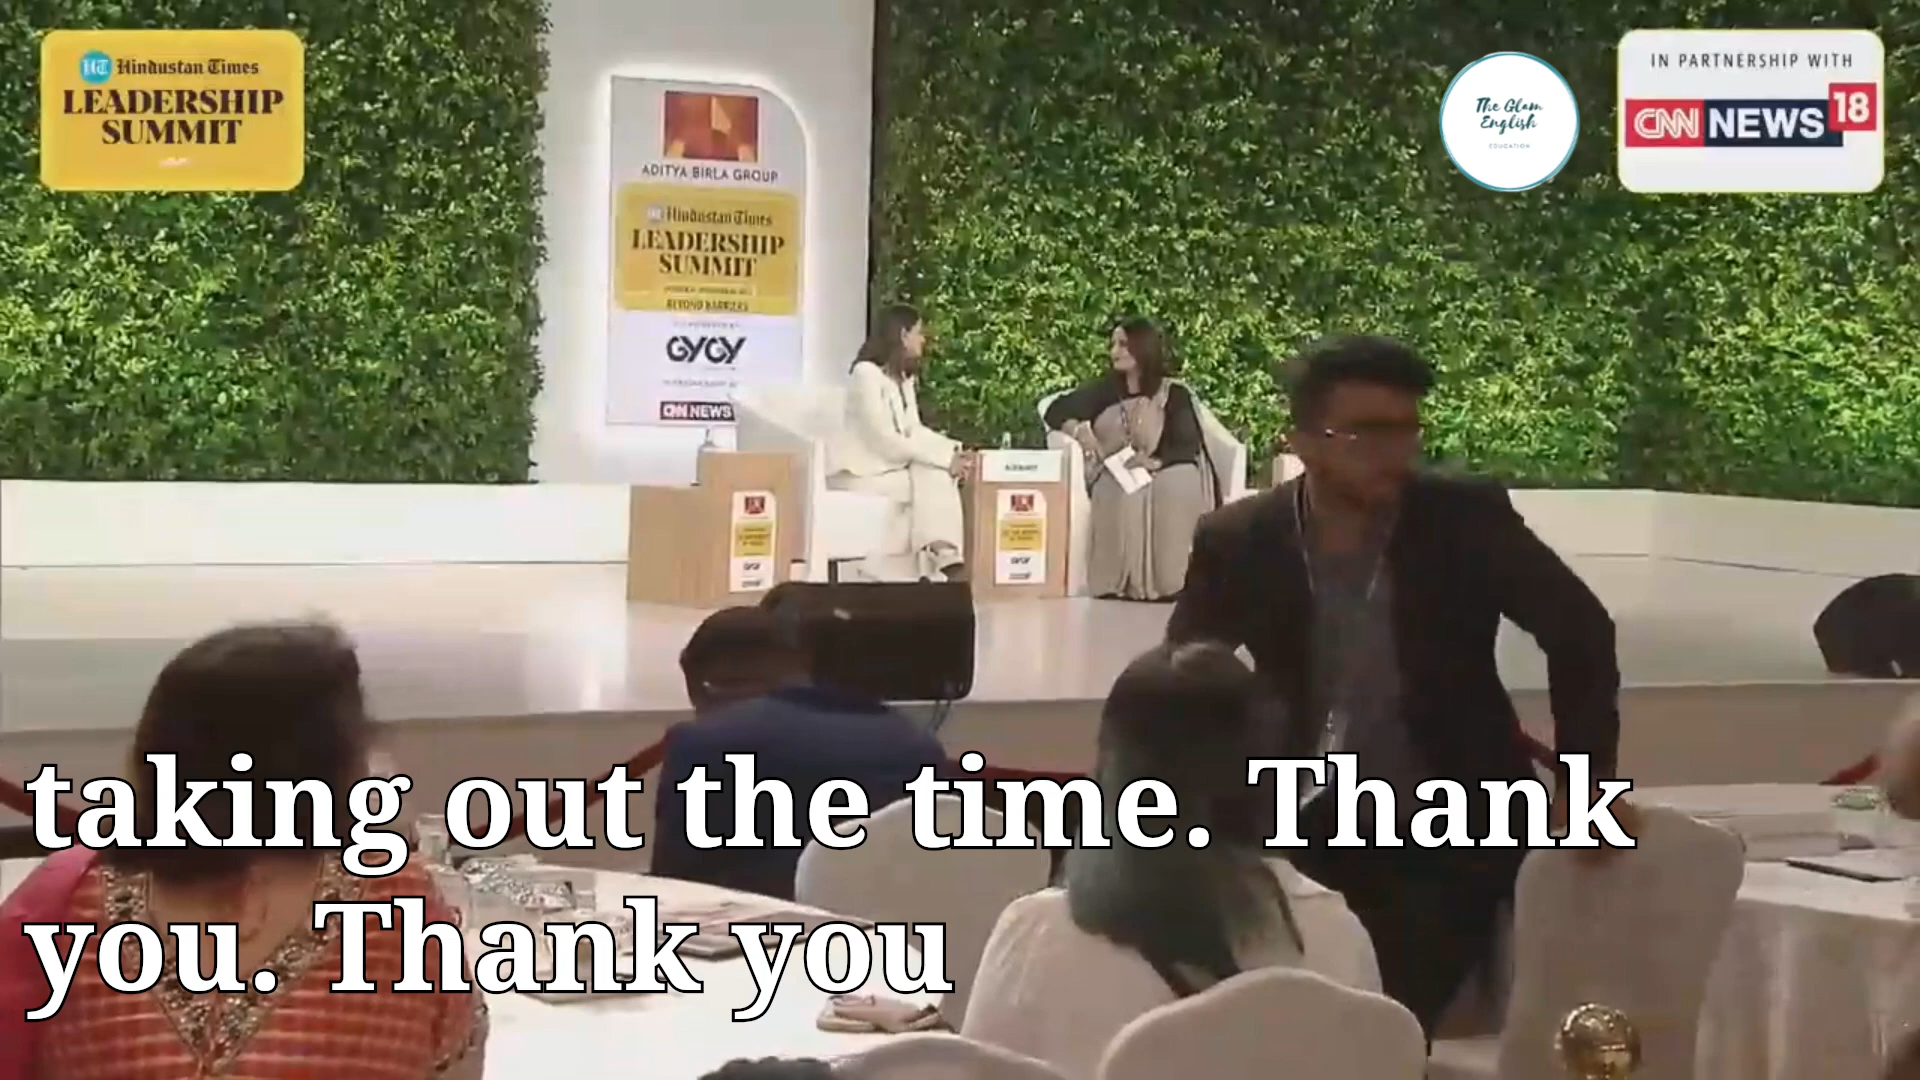 Hindustan Times
LEADERSHIP
SUMMIT
The Glam
English
EDUCATION
IN PARTNERSHIP WITH
CNN NEWS 18
ADITYA BIRLA GROUP
Hindustan Times
LEADERSHIP
SUMMIT
BEYOND BARRIERS
GYGY
CNN NEWS
taking out the time. Thank
you. Thank you